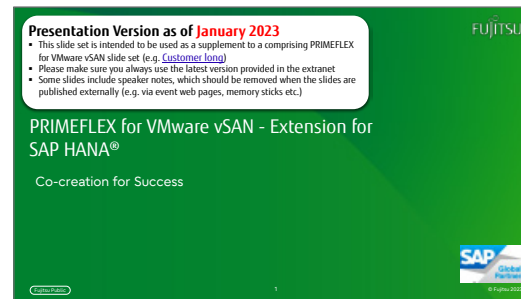 Presentation Version as of January 2023
▪ This slide set is intended to be used as a supplement to a comprising PRIMEFLEX
for VMware vSAN slide set (e.g. Customer long)
▪ Please make sure you always use the latest version provided in the extranet
▪ Some slides include speaker notes, which should be removed when the slides are
published externally (e.g. via event web pages, memory sticks etc.)
FUJITSU
PRIMEFLEX for VMware vSAN - Extension for
SAP HANA®
Co-creation for Success
SAP Global
Partner
Fujitsu Public
1
© Fujitsu 2023